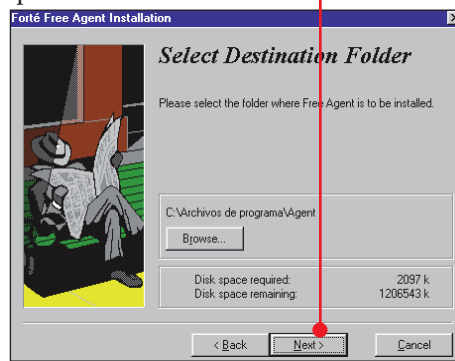 Forté Free Agent Installation
Select Destination Folder
Please select the folder where Free Agent is to be installed.
C:\Archivos de programa\Agent
Browse...
Disk space required: 2097 k
Disk space remaining: 1206543 k
< Back Next > Cancel